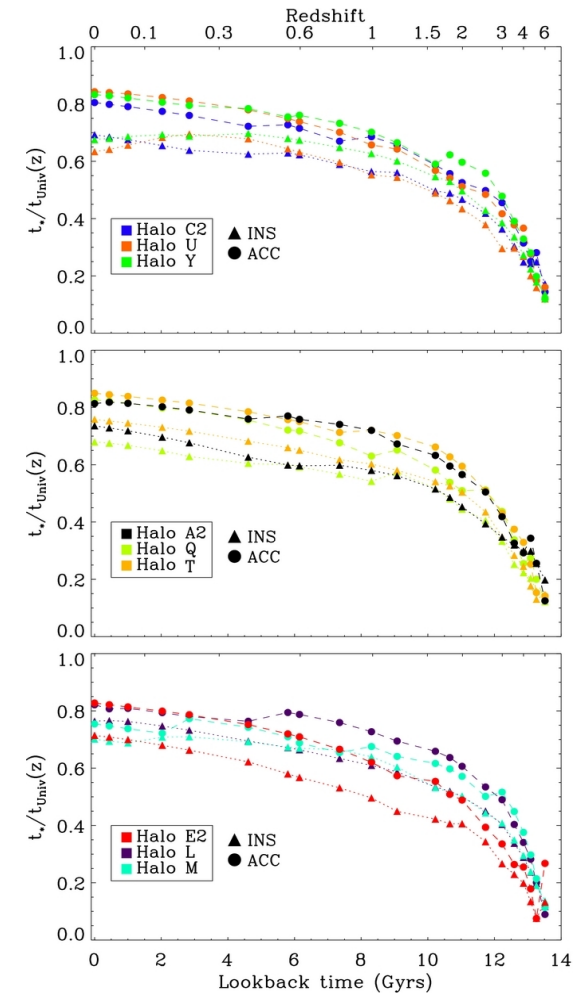 Redshift
0 0.1 0.3 0.6 1 1.5 2 3 4 6
1.0
0.8
0.6
0.4
0.2
0.0
t*/tUniv(z)
Halo C2
Halo U
Halo Y
INS
ACC
1.0
0.8
0.6
0.4
0.2
0.0
t*/tUniv(z)
Halo A2
Halo Q
Halo T
INS
ACC
1.0
0.8
0.6
0.4
0.2
0.0
t*/tUniv(z)
Halo E2
Halo L
Halo M
INS
ACC
0 2 4 6 8 10 12 14
Lookback time (Gyrs)